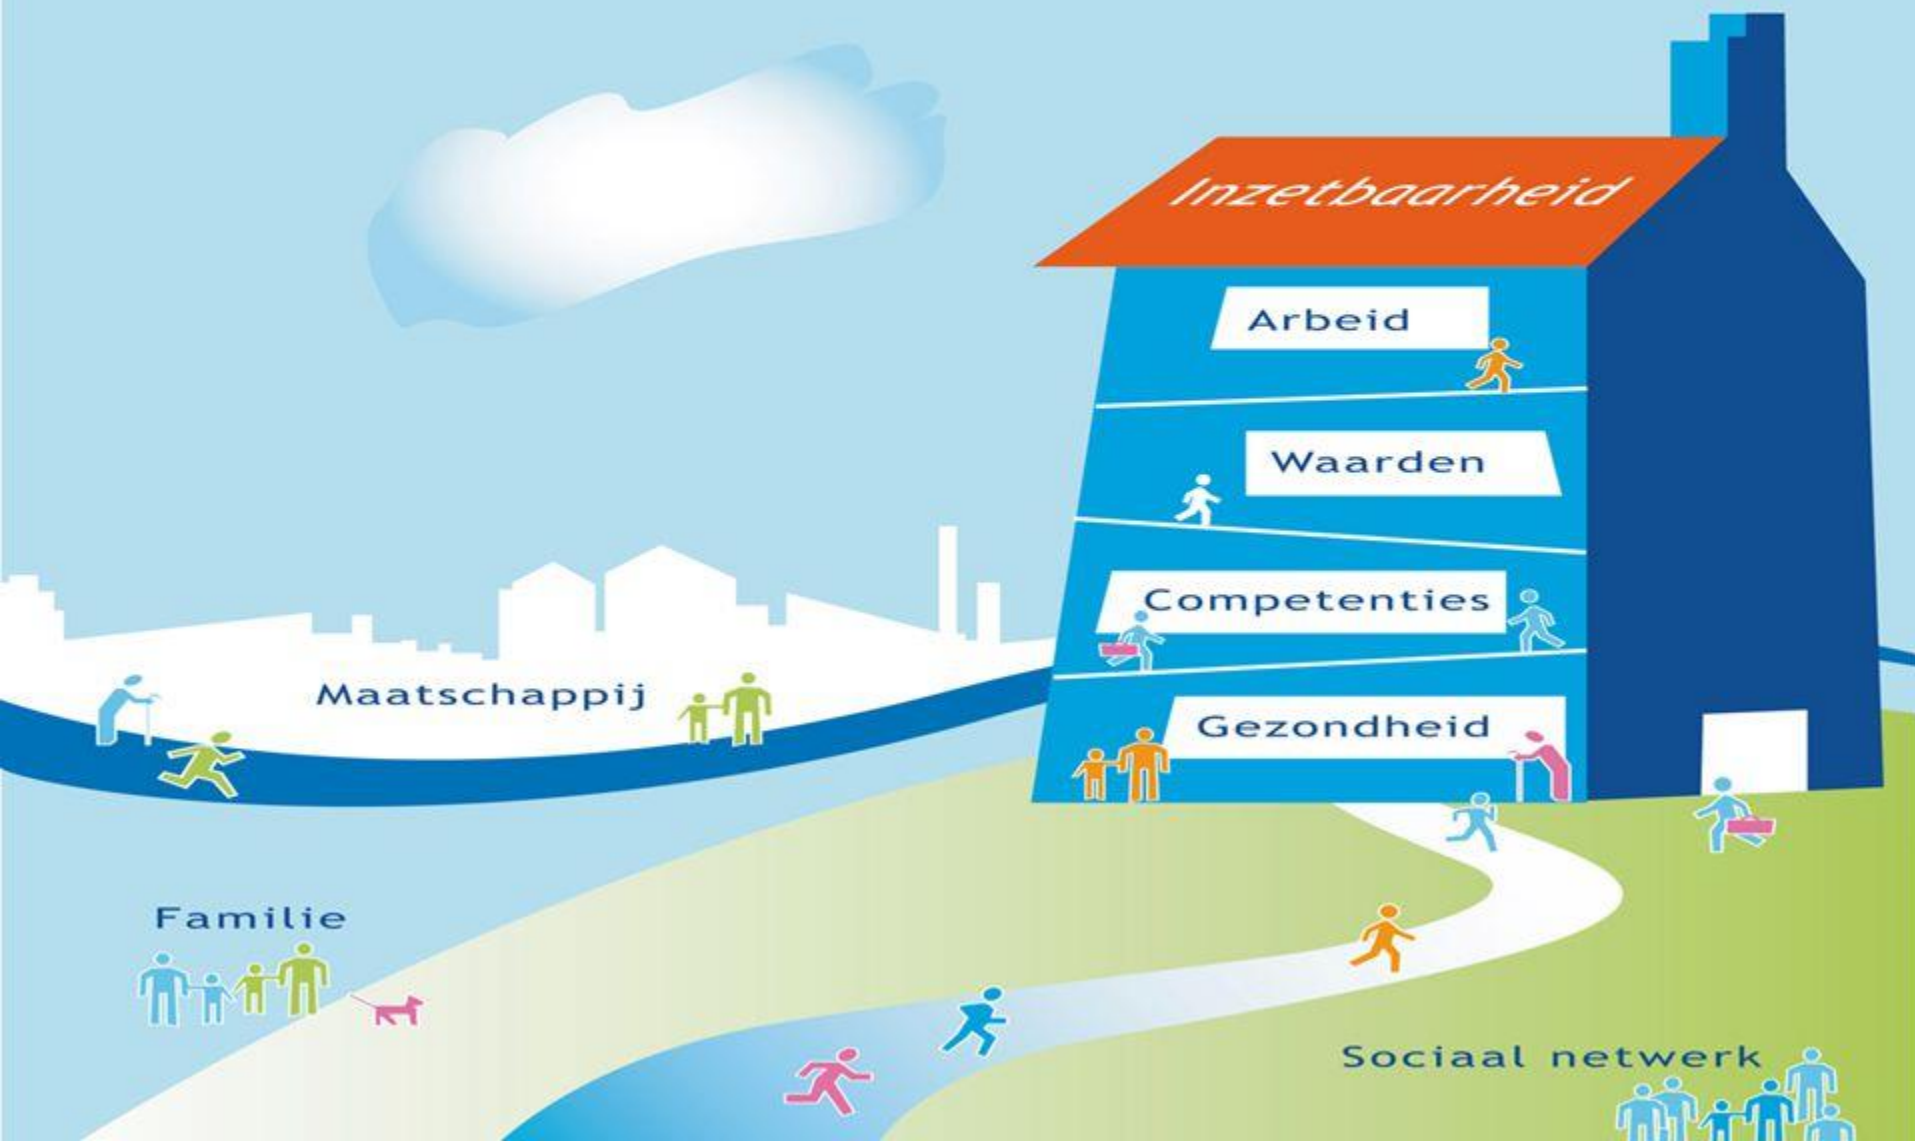 Inzetbaarheid
Arbeid
Waarden
Competenties
Gezondheid
Maatschappij
Familie
Sociaal netwerk